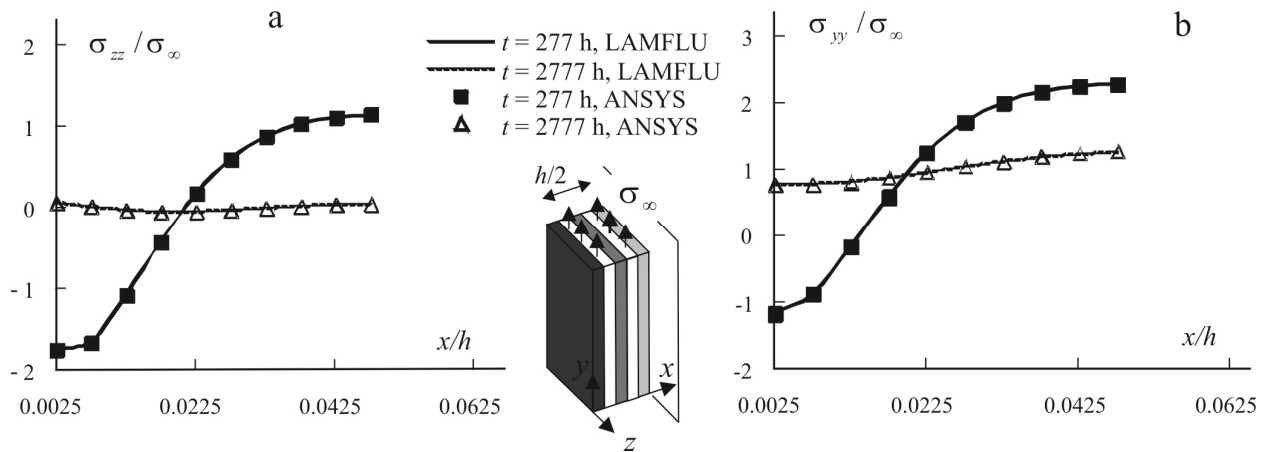 a
σzz/σ∞
2
1
0
-1
-2
0.0025
0.0225
0.0425
0.0625
x/h
t = 277 h, LAMFLU
t = 2777 h, LAMFLU
t = 277 h, ANSYS
t = 2777 h, ANSYS
h/2
σ∞
y
x
z
b
σyy/σ∞
3
2
1
0
-1
-2
0.0025
0.0225
0.0425
0.0625
x/h